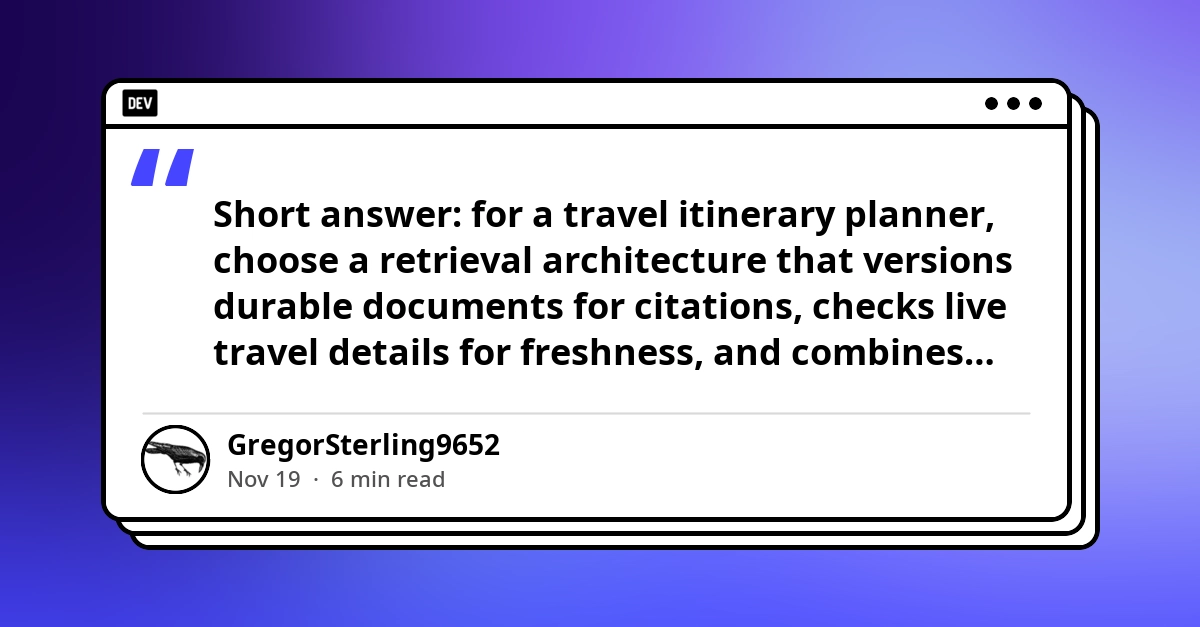 DEV
Short answer: for a travel itinerary planner,
choose a retrieval architecture that versions
durable documents for citations, checks live
travel details for freshness, and combines...
GregorSterling9652
Nov 19 · 6 min read